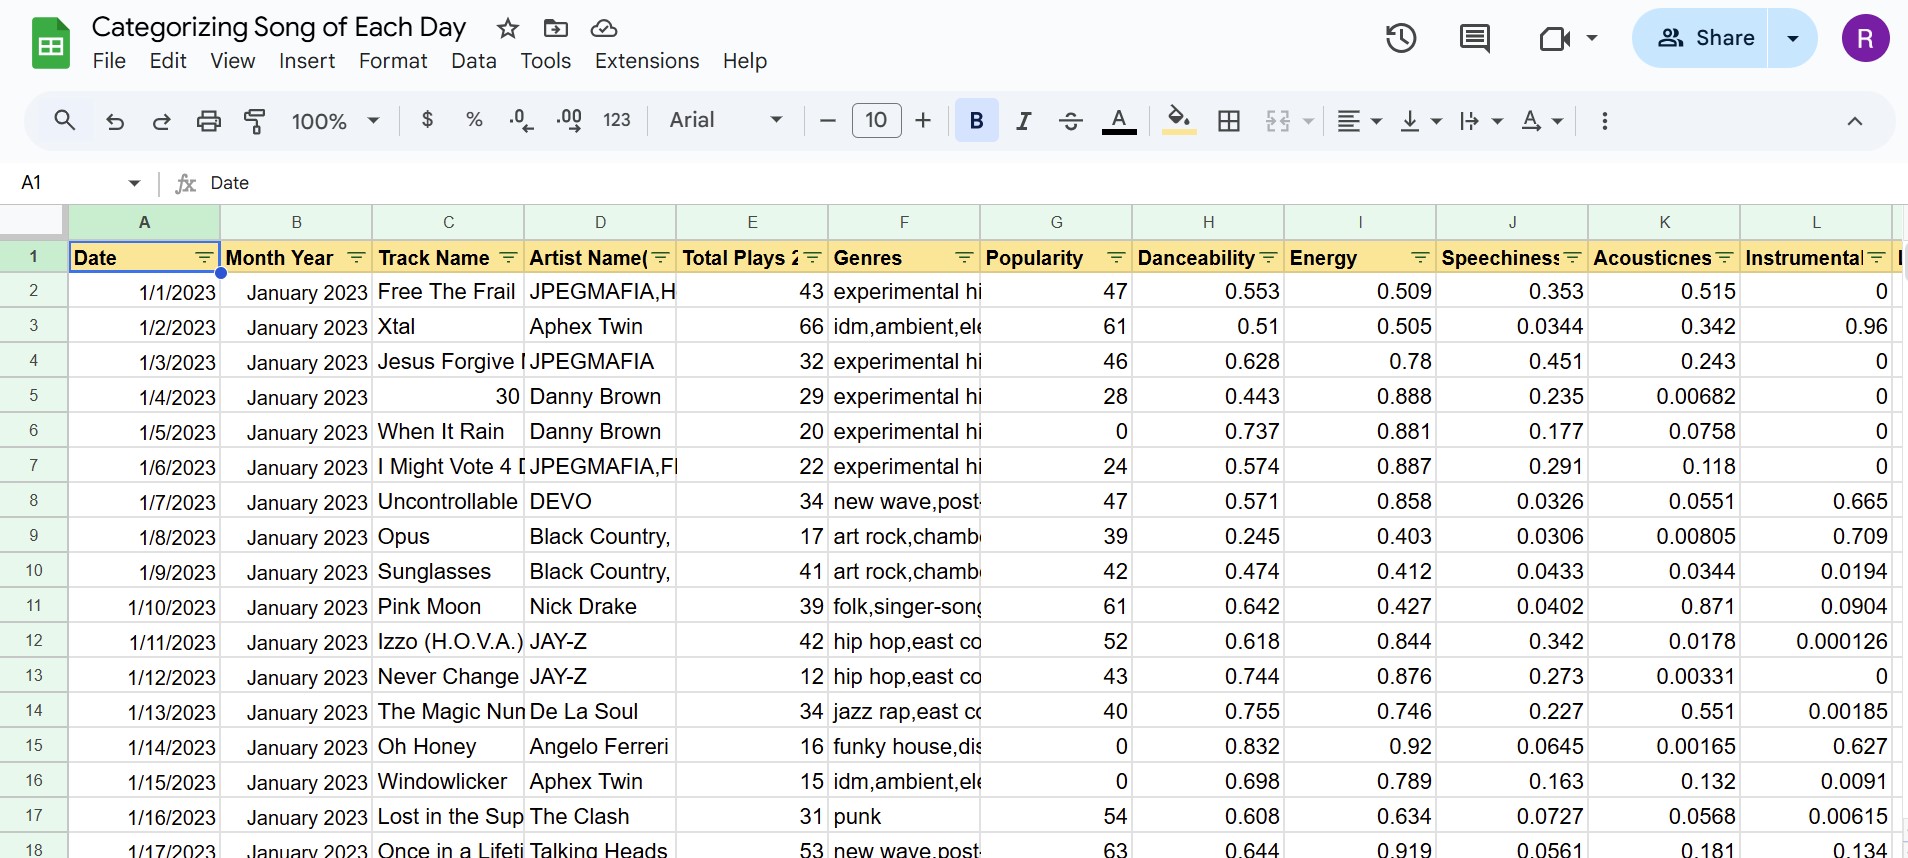 Categorizing Song of Each Day
File Edit View Insert Format Data Tools Extensions Help
Share
R
100% $ % .0 .00 123 Arial 10 B I S A A
A1 fx Date
A B C D E F G H I J K L
1 Date Month Year Track Name Artist Name( Total Plays 2 Genres Popularity Danceability Energy Speechiness Acousticnes Instrumental
2 1/1/2023 January 2023 Free The Frail JPEGMAFIA,H 43 experimental hi 47 0.553 0.509 0.353 0.515 0
3 1/2/2023 January 2023 Xtal Aphex Twin 66 idm,ambient,ele 61 0.51 0.505 0.0344 0.342 0.96
4 1/3/2023 January 2023 Jesus Forgive JPEGMAFIA 32 experimental hi 46 0.628 0.78 0.451 0.243 0
5 1/4/2023 January 2023 30 Danny Brown 29 experimental hi 28 0.443 0.888 0.235 0.00682 0
6 1/5/2023 January 2023 When It Rain Danny Brown 20 experimental hi 0 0.737 0.881 0.177 0.0758 0
7 1/6/2023 January 2023 I Might Vote 4 JPEGMAFIA,Fl 22 experimental hi 24 0.574 0.887 0.291 0.118 0
8 1/7/2023 January 2023 Uncontrollable DEVO 34 new wave,post- 47 0.571 0.858 0.0326 0.0551 0.665
9 1/8/2023 January 2023 Opus Black Country, 17 art rock,chamb 39 0.245 0.403 0.0306 0.00805 0.709
10 1/9/2023 January 2023 Sunglasses Black Country, 41 art rock,chamb 42 0.474 0.412 0.0433 0.0344 0.0194
11 1/10/2023 January 2023 Pink Moon Nick Drake 39 folk,singer-song 61 0.642 0.427 0.0402 0.871 0.0904
12 1/11/2023 January 2023 Izzo (H.O.V.A.) JAY-Z 42 hip hop,east co 52 0.618 0.844 0.342 0.0178 0.000126
13 1/12/2023 January 2023 Never Change JAY-Z 12 hip hop,east co 43 0.744 0.876 0.273 0.00331 0
14 1/13/2023 January 2023 The Magic Num De La Soul 34 jazz rap,east co 40 0.755 0.746 0.227 0.551 0.00185
15 1/14/2023 January 2023 Oh Honey Angelo Ferreri 16 funky house,dis 0 0.832 0.92 0.0645 0.00165 0.627
16 1/15/2023 January 2023 Windowlicker Aphex Twin 15 idm,ambient,ele 0 0.698 0.789 0.163 0.132 0.0091
17 1/16/2023 January 2023 Lost in the Sup The Clash 31 punk 54 0.608 0.634 0.0727 0.0568 0.00615
18 1/17/2023 January 2023 Once in a Lifeti Talking Heads 53 new wave,post- 63 0.644 0.919 0.0561 0.181 0.134